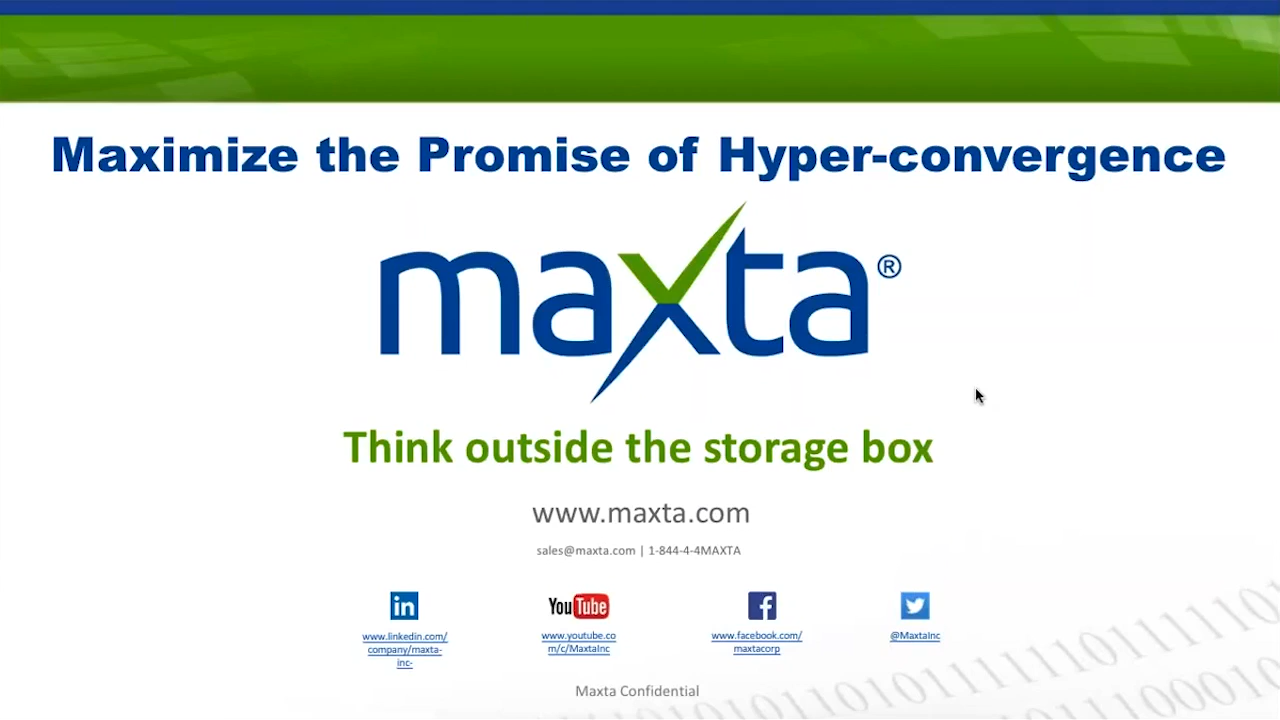 Maximize the Promise of Hyper-convergence
maxta®
Think outside the storage box
www.maxta.com
sales@maxta.com | 1-844-4-4MAXTA
in
YouTube
f
www.linkedin.com/
company/maxta-
inc-
www.youtube.co
m/c/MaxtaInc
www.facebook.com/
maxtacorp
@MaxtaInc
Maxta Confidential